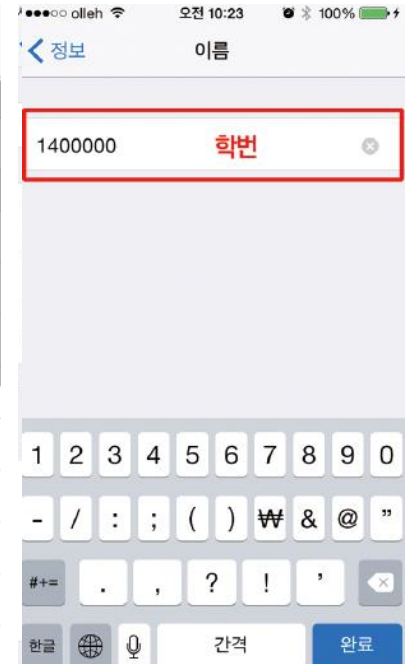 olleh 오전 10:23 100%
정보 이름
1400000 학번
1 2 3 4 5 6 7 8 9 0
- / : ; ( ) ₩ & @ "
#+= . , ? ! '
한글 간격 완료